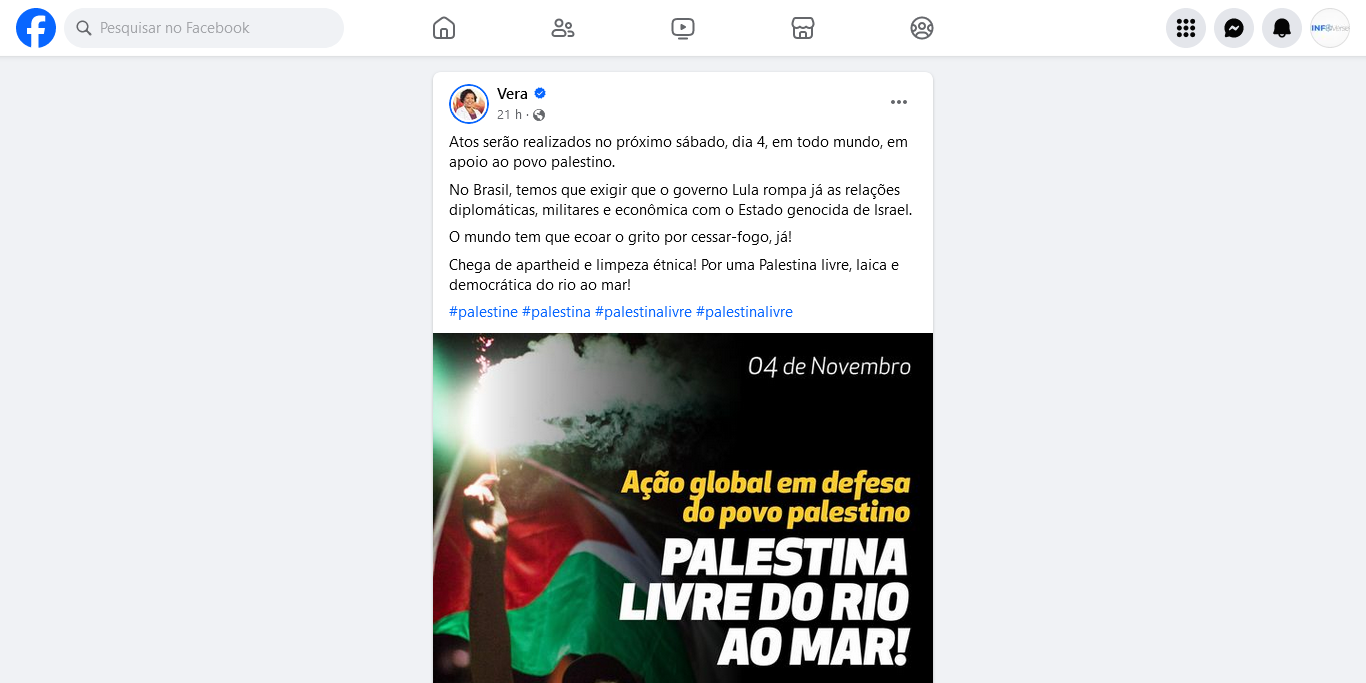 Pesquisar no Facebook
Vera
21 h ·
Atos serão realizados no próximo sábado, dia 4, em todo mundo, em
apoio ao povo palestino.
No Brasil, temos que exigir que o governo Lula rompa já as relações
diplomáticas, militares e econômica com o Estado genocida de Israel.
O mundo tem que ecoar o grito por cessar-fogo, já!
Chega de apartheid e limpeza étnica! Por uma Palestina livre, laica e
democrática do rio ao mar!
#palestine #palestina #palestinalivre #palestinalivre
04 de Novembro
Ação global em defesa
do povo palestino
PALESTINA
LIVRE DO RIO
AO MAR!